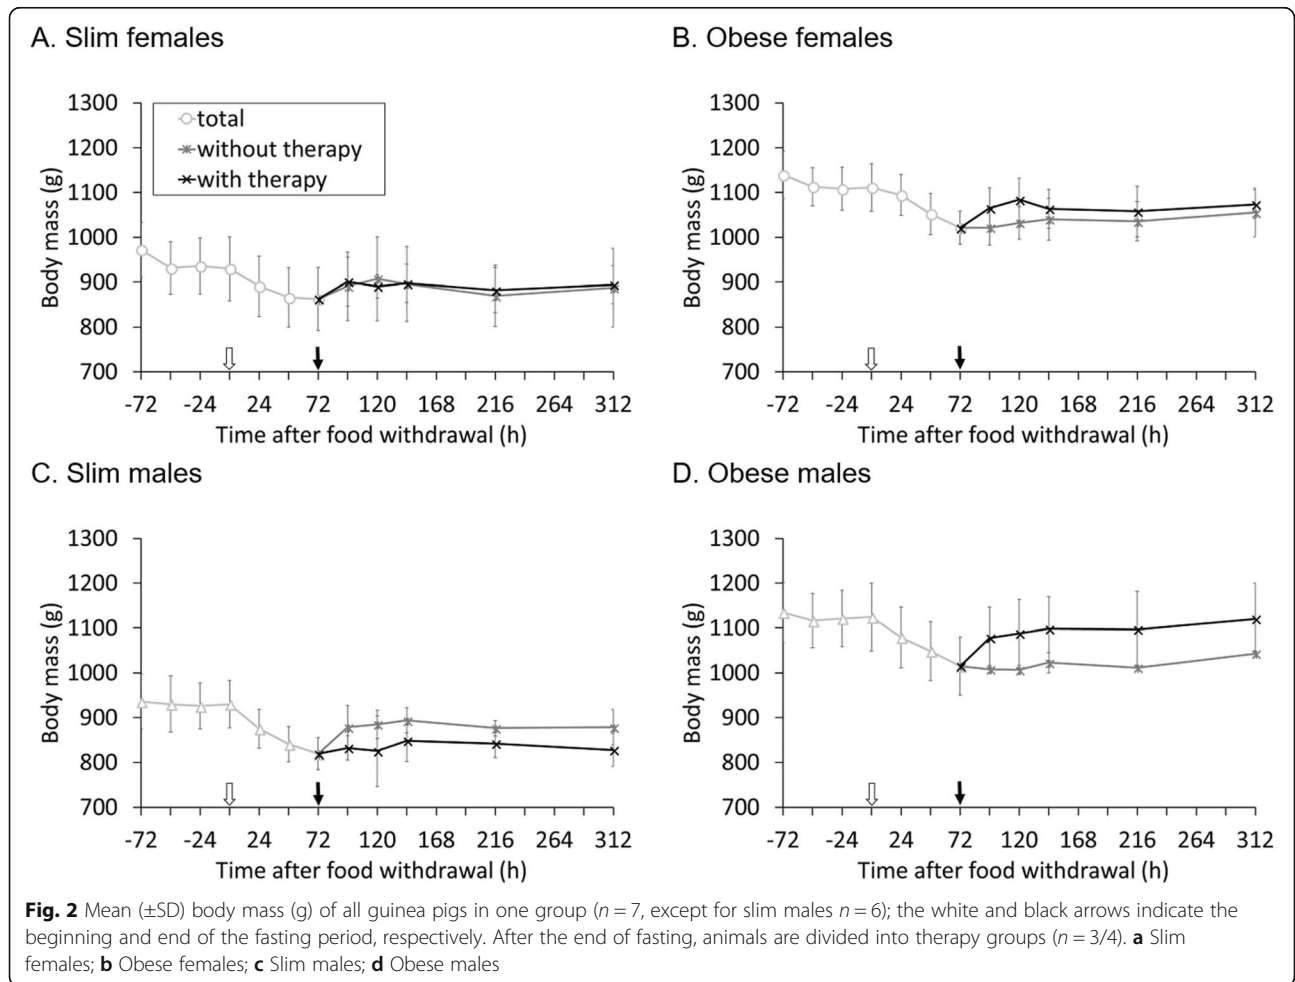 A. Slim females
1300
1200
1100
1000
900
800
700
Body mass (g)
total
without therapy
with therapy
-72 -24 24 72 120 168 216 264 312
Time after food withdrawal (h)
B. Obese females
1300
1200
1100
1000
900
800
700
Body mass (g)
-72 -24 24 72 120 168 216 264 312
Time after food withdrawal (h)
C. Slim males
1300
1200
1100
1000
900
800
700
Body mass (g)
-72 -24 24 72 120 168 216 264 312
Time after food withdrawal (h)
D. Obese males
1300
1200
1100
1000
900
800
700
Body mass (g)
-72 -24 24 72 120 168 216 264 312
Time after food withdrawal (h)
Fig. 2 Mean (±SD) body mass (g) of all guinea pigs in one group (n = 7, except for slim males n = 6); the white and black arrows indicate the
beginning and end of the fasting period, respectively. After the end of fasting, animals are divided into therapy groups (n = 3/4). a Slim
females; b Obese females; c Slim males; d Obese males